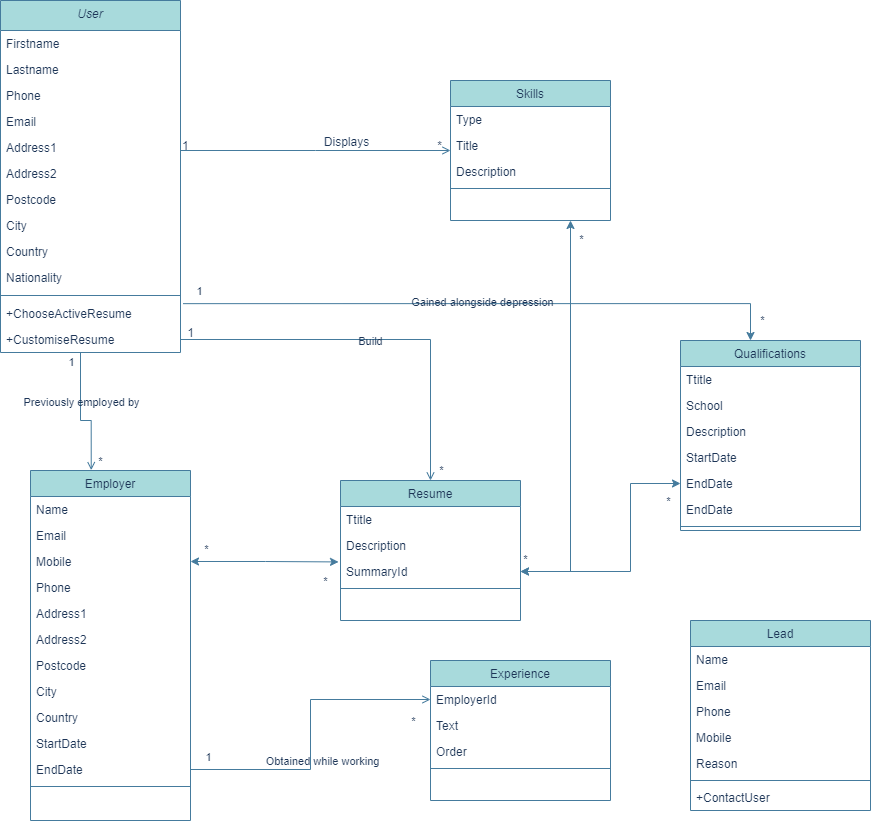 User
Firstname
Lastname
Phone
Email
Address1
Address2
Postcode
City
Country
Nationality
+ChooseActiveResume
+CustomiseResume
1
Displays
*
Skills
Type
Title
Description
*
1
Gained alongside depression
*
1
Build
*
1
Previously employed by
*
Qualifications
Ttitle
School
Description
StartDate
EndDate
EndDate
*
Employer
Name
Email
Mobile
Phone
Address1
Address2
Postcode
City
Country
StartDate
EndDate
*
*
Resume
Ttitle
Description
SummaryId
*
1
Obtained while working
*
Experience
EmployerId
Text
Order
Lead
Name
Email
Phone
Mobile
Reason
+ContactUser